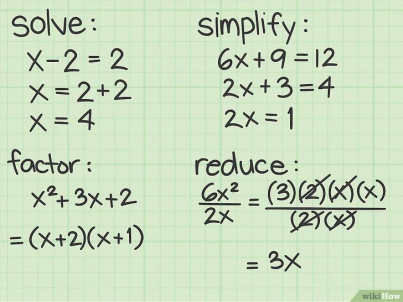 solve:
x-2 = 2
x = 2+2
x = 4
simplify:
6x+9 = 12
2x+3 = 4
2x = 1
factor:
x²+3x+2
=(x+2)(x+1)
reduce:
6x²/2x = (3)(2)(x)(x)/(2)(x)
= 3x
wikiHow